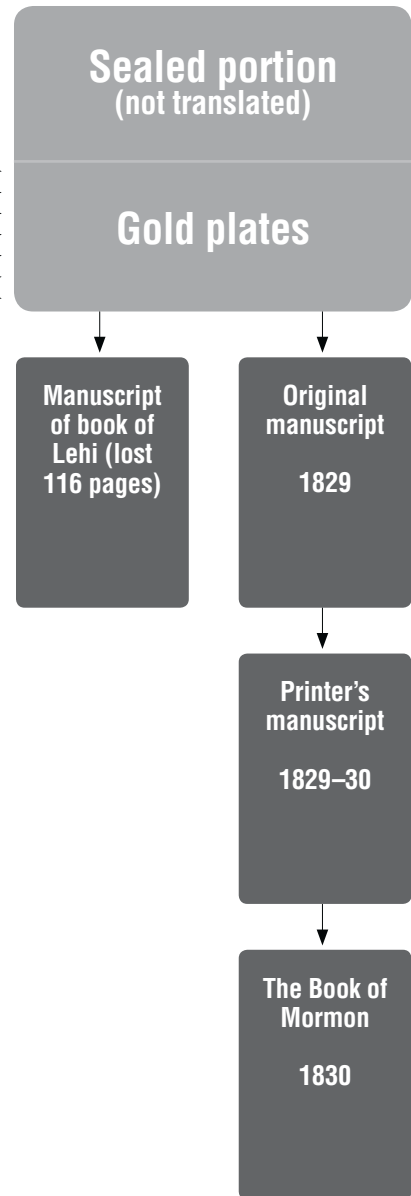 Sealed portion
(not translated)
Gold plates
Manuscript
of book of
Lehi (lost
116 pages)
Original
manuscript
1829
Printer’s
manuscript
1829–30
The Book of
Mormon
1830